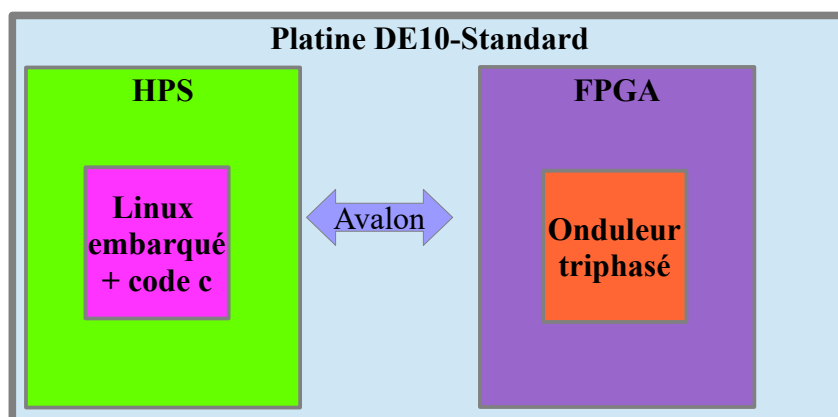 Platine DE10-Standard
HPS
FPGA
Linux
embarqué
+ code c
Avalon
Onduleur
triphasé